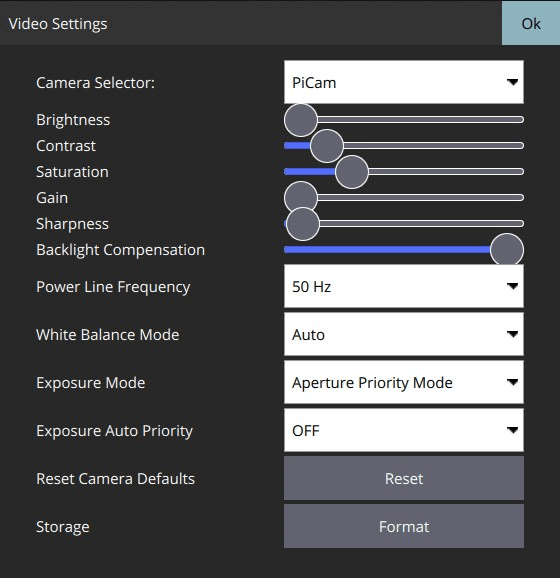 Video Settings Ok
Camera Selector: PiCam
Brightness
Contrast
Saturation
Gain
Sharpness
Backlight Compensation
Power Line Frequency 50 Hz
White Balance Mode Auto
Exposure Mode Aperture Priority Mode
Exposure Auto Priority OFF
Reset Camera Defaults Reset
Storage Format